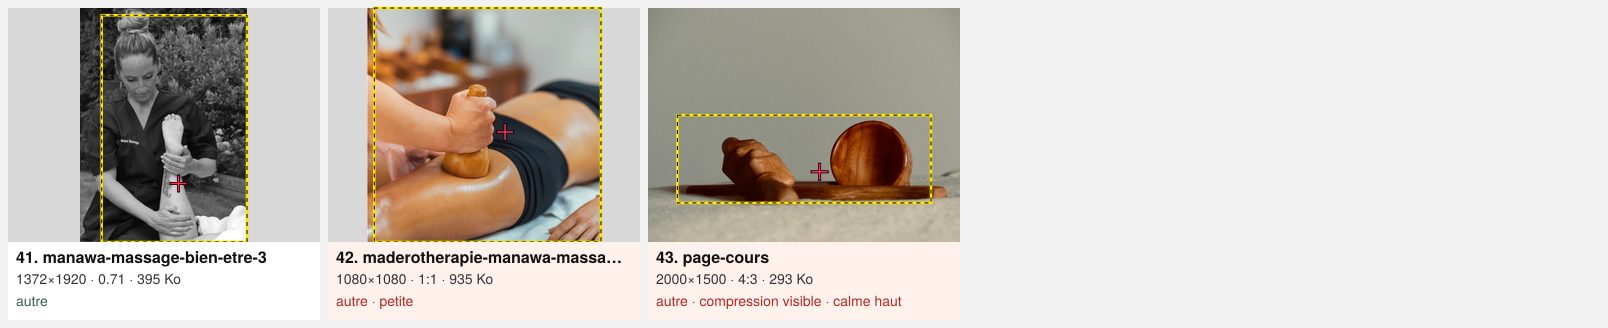 41. manawa-massage-bien-etre-3
1372×1920 · 0.71 · 395 Ko
autre
42. maderotherapie-manawa-massa…
1080×1080 · 1:1 · 935 Ko
autre · petite
43. page-cours
2000×1500 · 4:3 · 293 Ko
autre · compression visible · calme haut